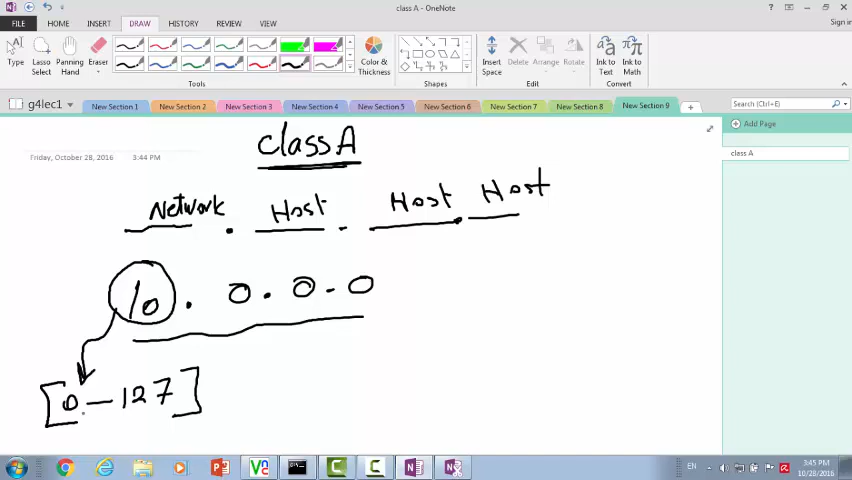 class A - OneNote
FILE HOME INSERT DRAW HISTORY REVIEW VIEW Sign in
Type Lasso Select Panning Hand Eraser Color & Thickness Insert Space Delete Arrange Rotate Ink to Text Ink to Math
Tools Shapes Edit Convert
g4lec1 New Section 1 New Section 2 New Section 3 New Section 4 New Section 5 New Section 6 New Section 7 New Section 8 New Section 9 Search (Ctrl+E)
Add Page
class A
class A
Friday, October 28, 2016 3:44 PM
Network . Host . Host . Host
10 . 0 . 0 . 0
[0 - 127]
EN 3:45 PM
10/28/2016